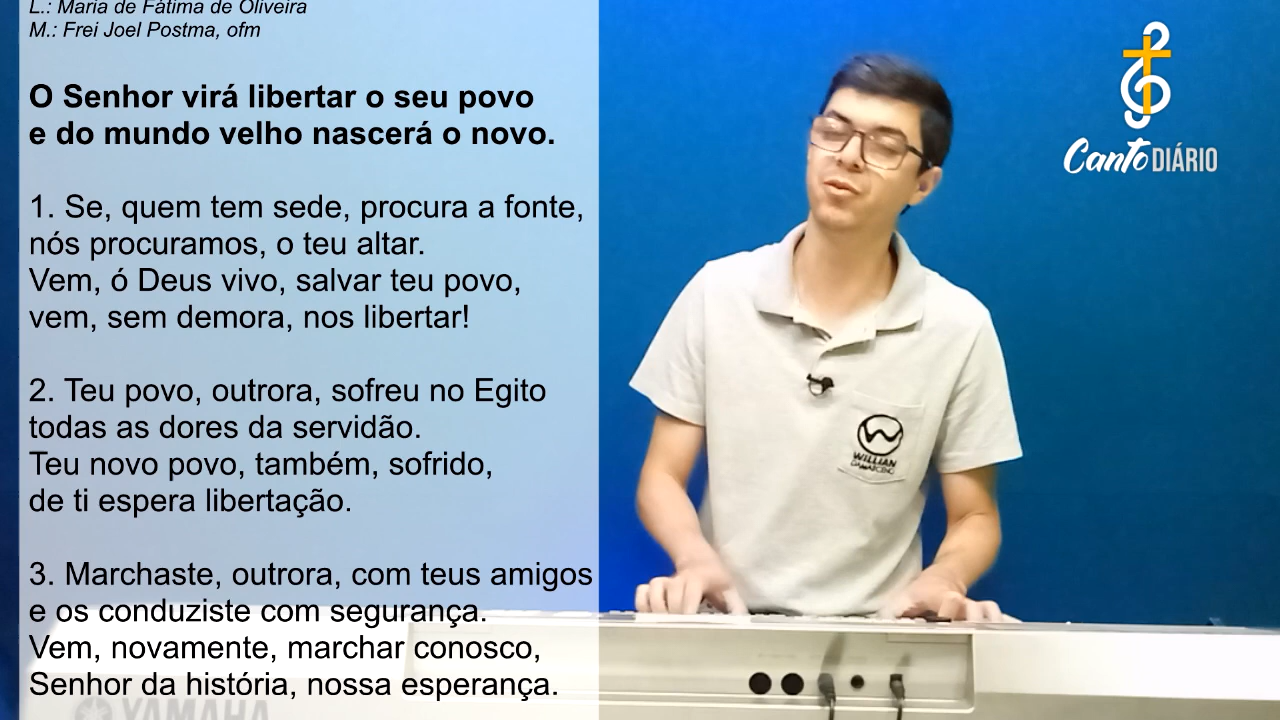 L.: Maria de Fátima de Oliveira
M.: Frei Joel Postma, ofm
O Senhor virá libertar o seu povo
e do mundo velho nascerá o novo.
1. Se, quem tem sede, procura a fonte,
nós procuramos, o teu altar.
Vem, ó Deus vivo, salvar teu povo,
vem, sem demora, nos libertar!
2. Teu povo, outrora, sofreu no Egito
todas as dores da servidão.
Teu novo povo, também, sofrido,
de ti espera libertação.
3. Marchaste, outrora, com teus amigos
e os conduziste com segurança.
Vem, novamente, marchar conosco,
Senhor da história, nossa esperança.
YAMAHA
Canto DIÁRIO
WILLIAN
DAMASCENO